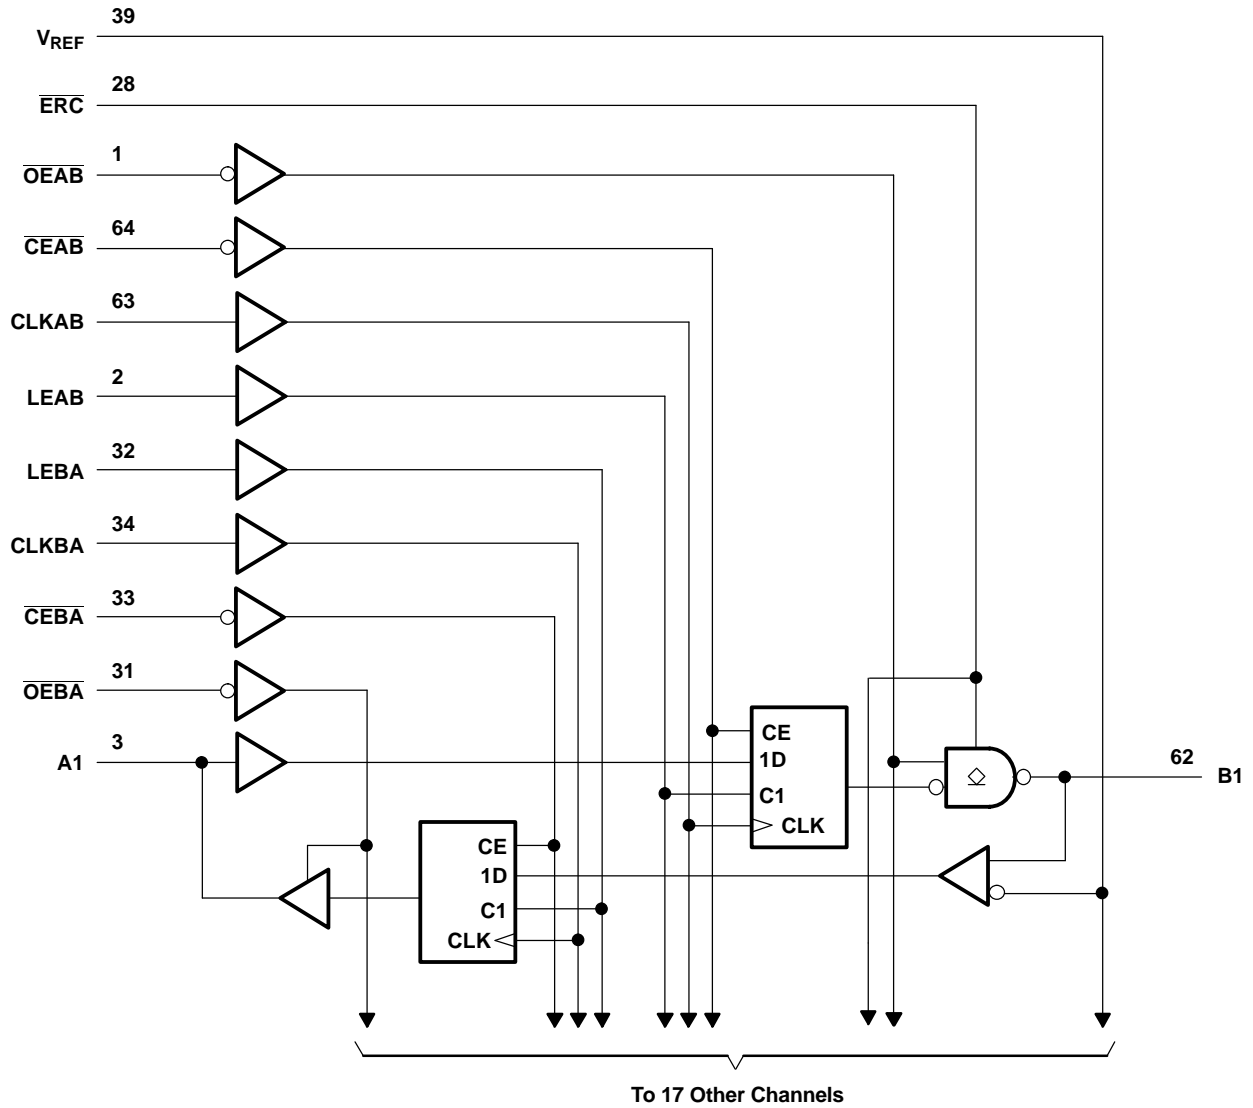 39
VREF
28
ERC
1
OEAB
64
CEAB
63
CLKAB
2
LEAB
32
LEBA
34
CLKBA
33
CEBA
31
OEBA
3
A1
CE
1D
C1
CLK
62
B1
CE
1D
C1
CLK
To 17 Other Channels